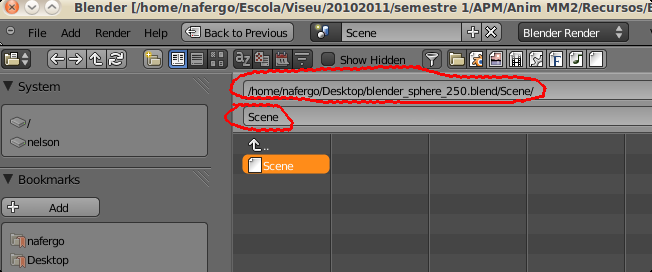 Blender [/home/nafergo/Escola/Viseu/20102011/semestre 1/APM/Anim MM2/Recursos/
File Add Render Help Back to Previous Scene Blender Render
Show Hidden
System
/home/nafergo/Desktop/blender_sphere_250.blend/Scene/
Scene
/
nelson
..
Scene
Bookmarks
Add
nafergo
Desktop